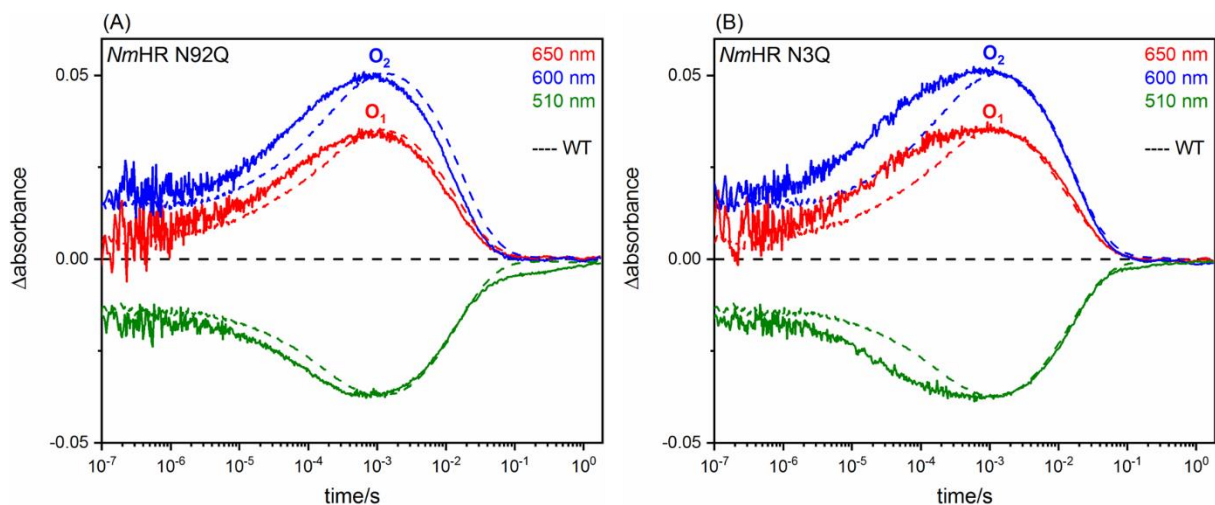 (A)
NmHR N92Q
O₂
O₁
650 nm
600 nm
510 nm
---- WT
0.05
0.00
-0.05
Δabsorbance
10⁻⁷ 10⁻⁶ 10⁻⁵ 10⁻⁴ 10⁻³ 10⁻² 10⁻¹ 10⁰
time/s
(B)
NmHR N3Q
O₂
O₁
650 nm
600 nm
510 nm
---- WT
0.05
0.00
-0.05
Δabsorbance
10⁻⁷ 10⁻⁶ 10⁻⁵ 10⁻⁴ 10⁻³ 10⁻² 10⁻¹ 10⁰
time/s